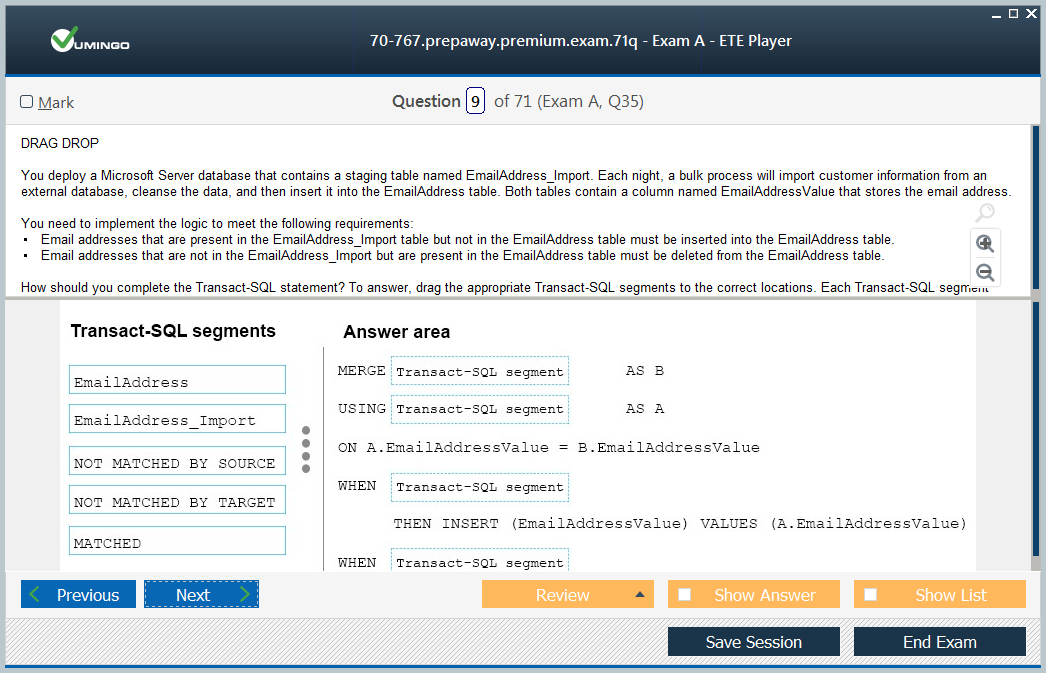 VUMINGO
70-767.prepaway.premium.exam.71q - Exam A - ETE Player
Mark
Question 9 of 71 (Exam A, Q35)
DRAG DROP
You deploy a Microsoft Server database that contains a staging table named EmailAddress_Import. Each night, a bulk process will import customer information from an
external database, cleanse the data, and then insert it into the EmailAddress table. Both tables contain a column named EmailAddressValue that stores the email address.
You need to implement the logic to meet the following requirements:
▪ Email addresses that are present in the EmailAddress_Import table but not in the EmailAddress table must be inserted into the EmailAddress table.
▪ Email addresses that are not in the EmailAddress_Import but are present in the EmailAddress table must be deleted from the EmailAddress table.
How should you complete the Transact-SQL statement? To answer, drag the appropriate Transact-SQL segments to the correct locations. Each Transact-SQL segment
Transact-SQL segments
EmailAddress
EmailAddress_Import
NOT MATCHED BY SOURCE
NOT MATCHED BY TARGET
MATCHED
Answer area
MERGE Transact-SQL segment AS B
USING Transact-SQL segment AS A
ON A.EmailAddressValue = B.EmailAddressValue
WHEN Transact-SQL segment
THEN INSERT (EmailAddressValue) VALUES (A.EmailAddressValue)
WHEN Transact-SQL segment
Previous
Next
Review
Show Answer
Show List
Save Session
End Exam